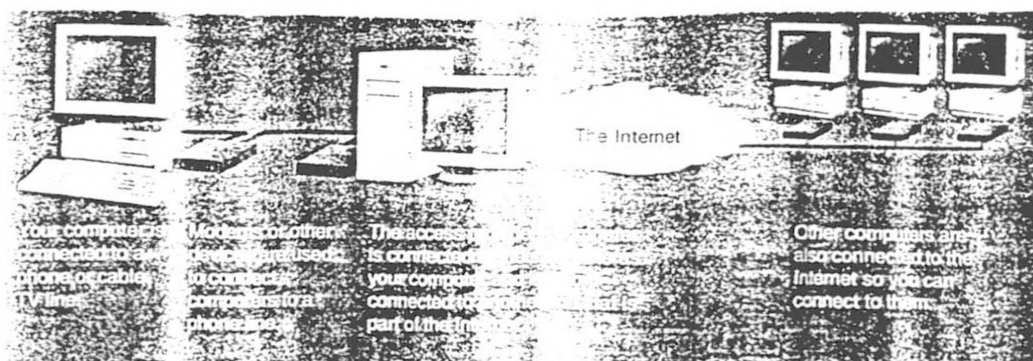 The Internet
Your computer is
connected to a
phone or cable
TV line.
Modems or other
devices are used
to connect
computers to a
phone line.
The access
is connected
your computer
connected to
part of the
Other computers are
also connected to the
Internet so you can
connect to them.